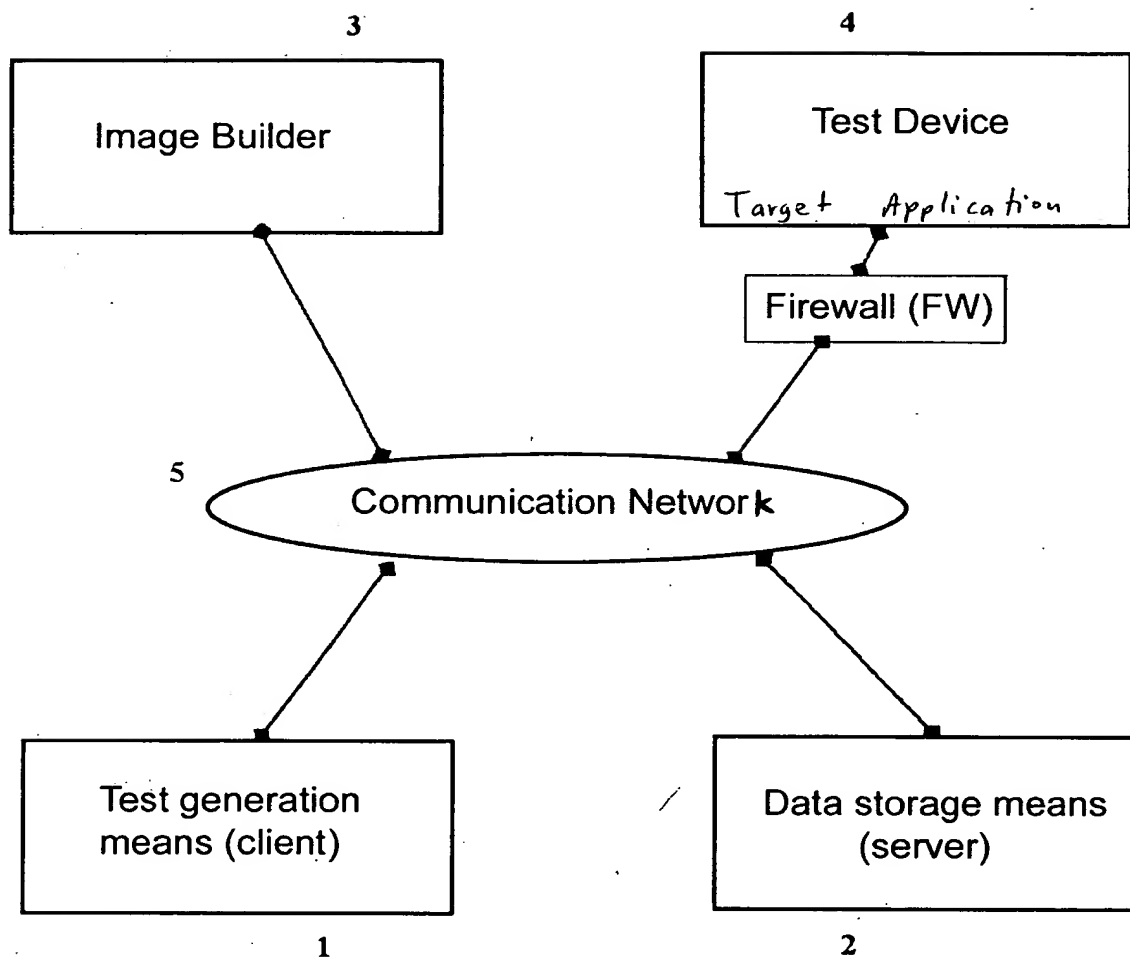 3
4
Image Builder
Test Device
Target Application
Firewall (FW)
5
Communication Network
Test generation
means (client)
Data storage means
(server)
1
2